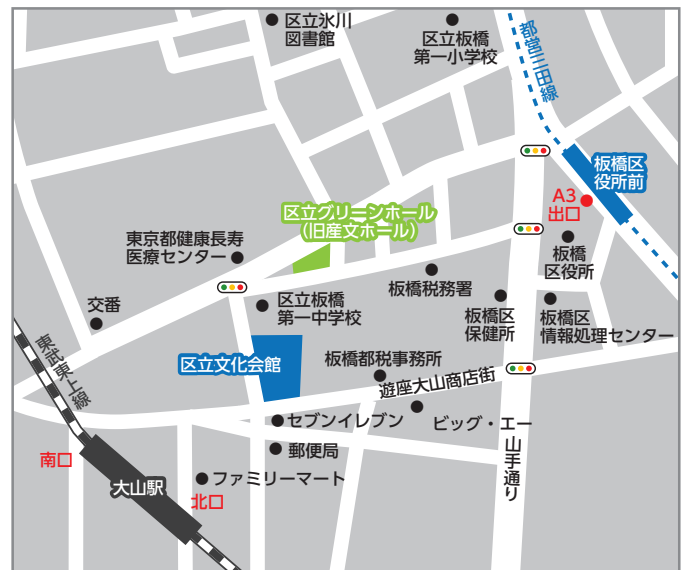 区立氷川
図書館
区立板橋
第一小学校
都営三田線
板橋区
役所前
A3
出口
区立グリーンホール
(旧産文ホール)
東京都健康長寿
医療センター
板橋
区役所
板橋税務署
交番
区立板橋
第一中学校
板橋区
保健所
板橋区
情報処理センター
東武東上線
区立文化会館
板橋都税事務所
遊座大山商店街
セブンイレブン
ビッグ・エー
山手通り
郵便局
南口
大山駅
ファミリーマート
北口